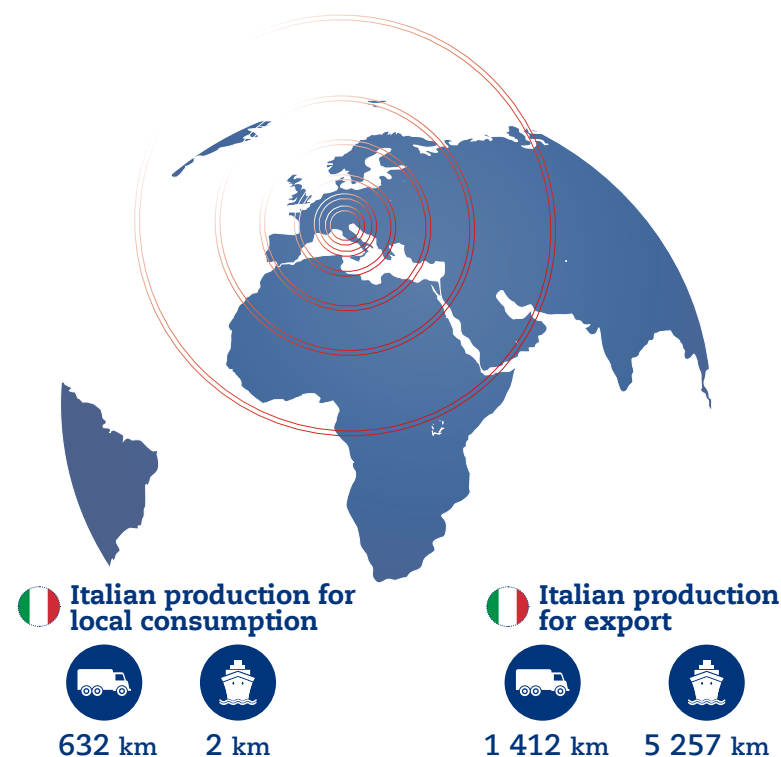 Italian production for
local consumption
632 km
2 km
Italian production
for export
1 412 km
5 257 km